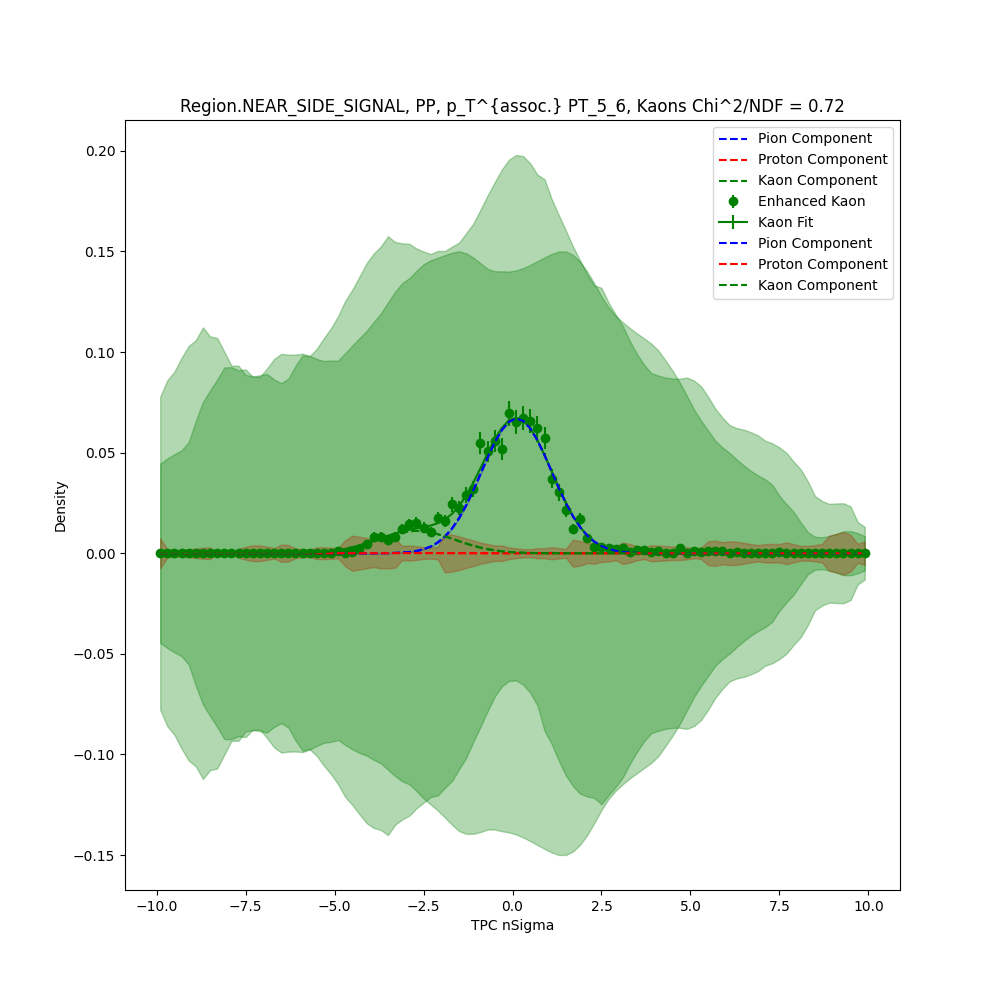 Region.NEAR_SIDE_SIGNAL, PP, p_T^{assoc.} PT_5_6, Kaons Chi^2/NDF = 0.72
Pion Component
Proton Component
Kaon Component
Enhanced Kaon
Kaon Fit
Pion Component
Proton Component
Kaon Component
0.20
0.15
0.10
0.05
0.00
−0.05
−0.10
−0.15
Density
−10.0 −7.5 −5.0 −2.5 0.0 2.5 5.0 7.5 10.0
TPC nSigma